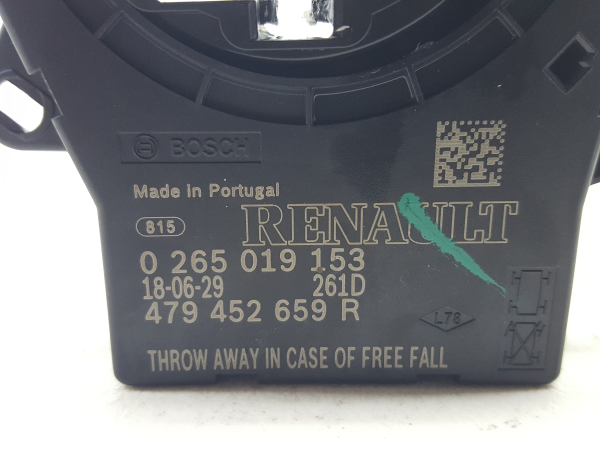 BOSCH
Made in Portugal
815
RENAULT
0 265 019 153
18-06-29 261D
479 452 659 R
L78
THROW AWAY IN CASE OF FREE FALL